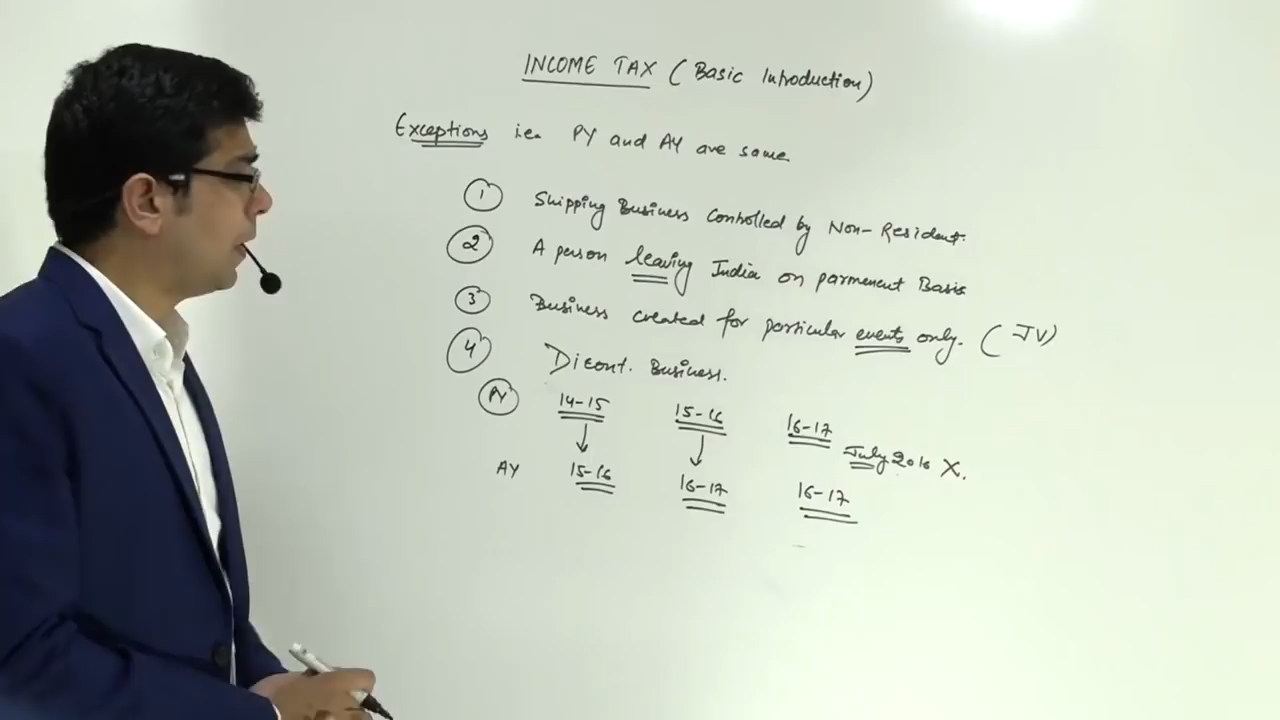 INCOME TAX (Basic Introduction)
Exceptions i.e. PY and AY are same
1 Shipping Business controlled by Non-Resident.
2 A person leaving India on parmenent Basis
3 Business created for particular events only. (JV)
4 Dicont. Business.
PY 14-15 15-16 16-17 July 2016 X.
AY 15-16 16-17 16-17